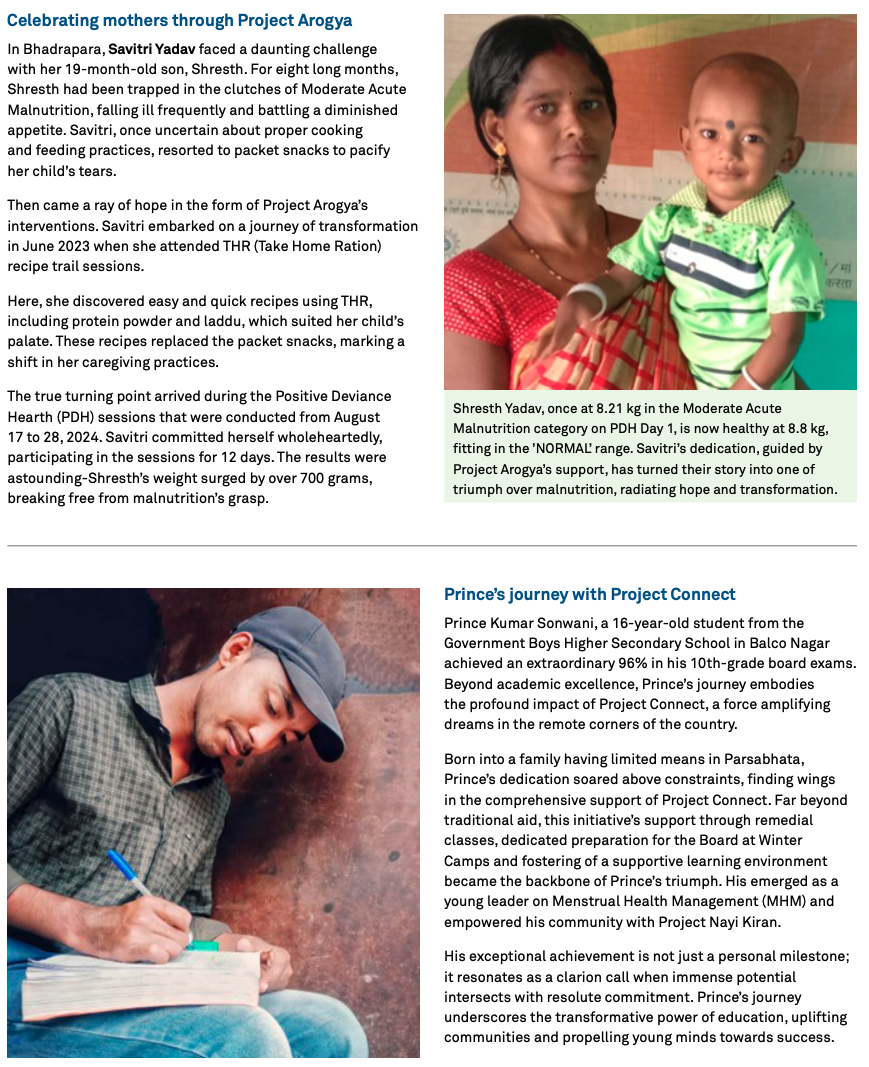 Celebrating mothers through Project Arogya
In Bhadrapara, Savitri Yadav faced a daunting challenge
with her 19-month-old son, Shresth. For eight long months,
Shresth had been trapped in the clutches of Moderate Acute
Malnutrition, falling ill frequently and battling a diminished
appetite. Savitri, once uncertain about proper cooking
and feeding practices, resorted to packet snacks to pacify
her child's tears.
Then came a ray of hope in the form of Project Arogya's
interventions. Savitri embarked on a journey of transformation
in June 2023 when she attended THR (Take Home Ration)
recipe trail sessions.
Here, she discovered easy and quick recipes using THR,
including protein powder and laddu, which suited her child's
palate. These recipes replaced the packet snacks, marking a
shift in her caregiving practices.
The true turning point arrived during the Positive Deviance
Hearth (PDH) sessions that were conducted from August
17 to 28, 2024. Savitri committed herself wholeheartedly,
participating in the sessions for 12 days. The results were
astounding-Shresth's weight surged by over 700 grams,
breaking free from malnutrition's grasp.
/मां
करता
Shresth Yadav, once at 8.21 kg in the Moderate Acute
Malnutrition category on PDH Day 1, is now healthy at 8.8 kg,
fitting in the 'NORMAL' range. Savitri's dedication, guided by
Project Arogya's support, has turned their story into one of
triumph over malnutrition, radiating hope and transformation.
Prince's journey with Project Connect
Prince Kumar Sonwani, a 16-year-old student from the
Government Boys Higher Secondary School in Balco Nagar
achieved an extraordinary 96% in his 10th-grade board exams.
Beyond academic excellence, Prince's journey embodies
the profound impact of Project Connect, a force amplifying
dreams in the remote corners of the country.
Born into a family having limited means in Parsabhata,
Prince's dedication soared above constraints, finding wings
in the comprehensive support of Project Connect. Far beyond
traditional aid, this initiative's support through remedial
classes, dedicated preparation for the Board at Winter
Camps and fostering of a supportive learning environment
became the backbone of Prince's triumph. His emerged as a
young leader on Menstrual Health Management (MHM) and
empowered his community with Project Nayi Kiran.
His exceptional achievement is not just a personal milestone;
it resonates as a clarion call when immense potential
intersects with resolute commitment. Prince's journey
underscores the transformative power of education, uplifting
communities and propelling young minds towards success.